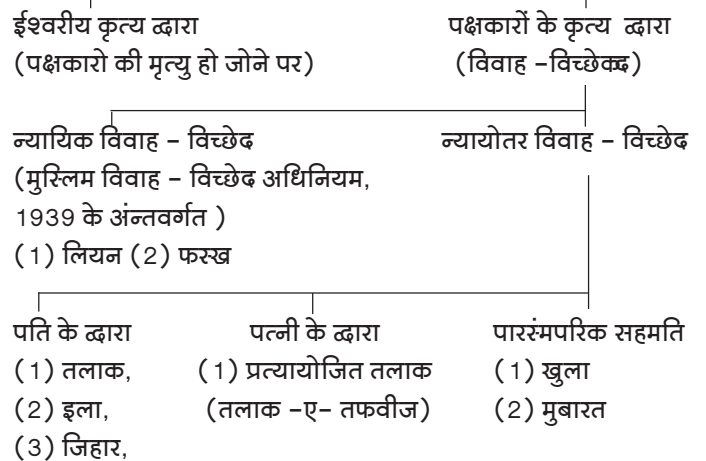 ईश्वरीय कृत्य द्वारा
पक्षकारों के कृत्य द्वारा
(पक्षकारो की मृत्यु हो जोने पर)
(विवाह –विच्छेक्द)
न्यायिक विवाह – विच्छेद
न्यायोतर विवाह – विच्छेद
(मुस्लिम विवाह – विच्छेद अधिनियम,
1939 के अंन्तवर्गत )
(1) लियन (2) फस्ख
पति के द्वारा
(1) तलाक,
(2) इला,
(3) जिहार,
पत्नी के द्वारा
(1) प्रत्यायोजित तलाक
(तलाक –ए– तफवीज)
पारस्ंमपरिक सहमति
(1) खुला
(2) मुबारत